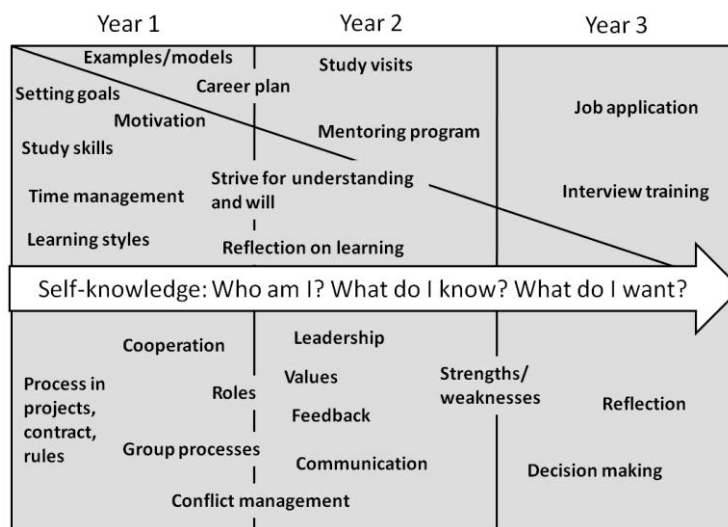 Year 1
Year 2
Year 3
Examples/models
Study visits
Career plan
Setting goals
Job application
Motivation
Mentoring program
Study skills
Strive for understanding
and will
Time management
Interview training
Learning styles
Reflection on learning
Self-knowledge: Who am I? What do I know? What do I want?
Cooperation
Leadership
Process in
projects,
contract,
rules
Roles
Values
Strengths/
weaknesses
Feedback
Reflection
Group processes
Communication
Decision making
Conflict management